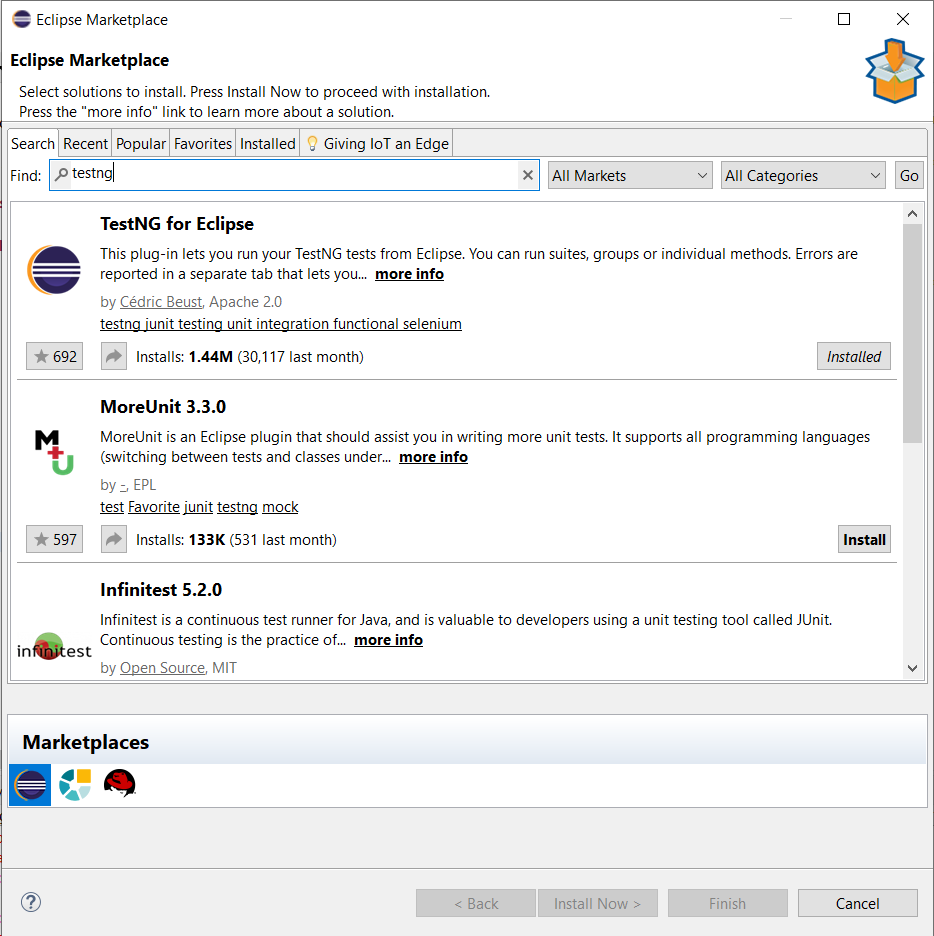 Eclipse Marketplace
Eclipse Marketplace
Select solutions to install. Press Install Now to proceed with installation.
Press the "more info" link to learn more about a solution.
Search Recent Popular Favorites Installed Giving IoT an Edge
Find: testng All Markets All Categories Go
TestNG for Eclipse
This plug-in lets you run your TestNG tests from Eclipse. You can run suites, groups or individual methods. Errors are
reported in a separate tab that lets you... more info
by Cédric Beust, Apache 2.0
testng junit testing unit integration functional selenium
692 Installs: 1.44M (30,117 last month) Installed
MoreUnit 3.3.0
M+U
MoreUnit is an Eclipse plugin that should assist you in writing more unit tests. It supports all programming languages
(switching between tests and classes under... more info
by -, EPL
test Favorite junit testng mock
597 Installs: 133K (531 last month) Install
Infinitest 5.2.0
Infinitest is a continuous test runner for Java, and is valuable to developers using a unit testing tool called JUnit.
Continuous testing is the practice of... more info
infinitest
by Open Source, MIT
Marketplaces
? < Back Install Now > Finish Cancel